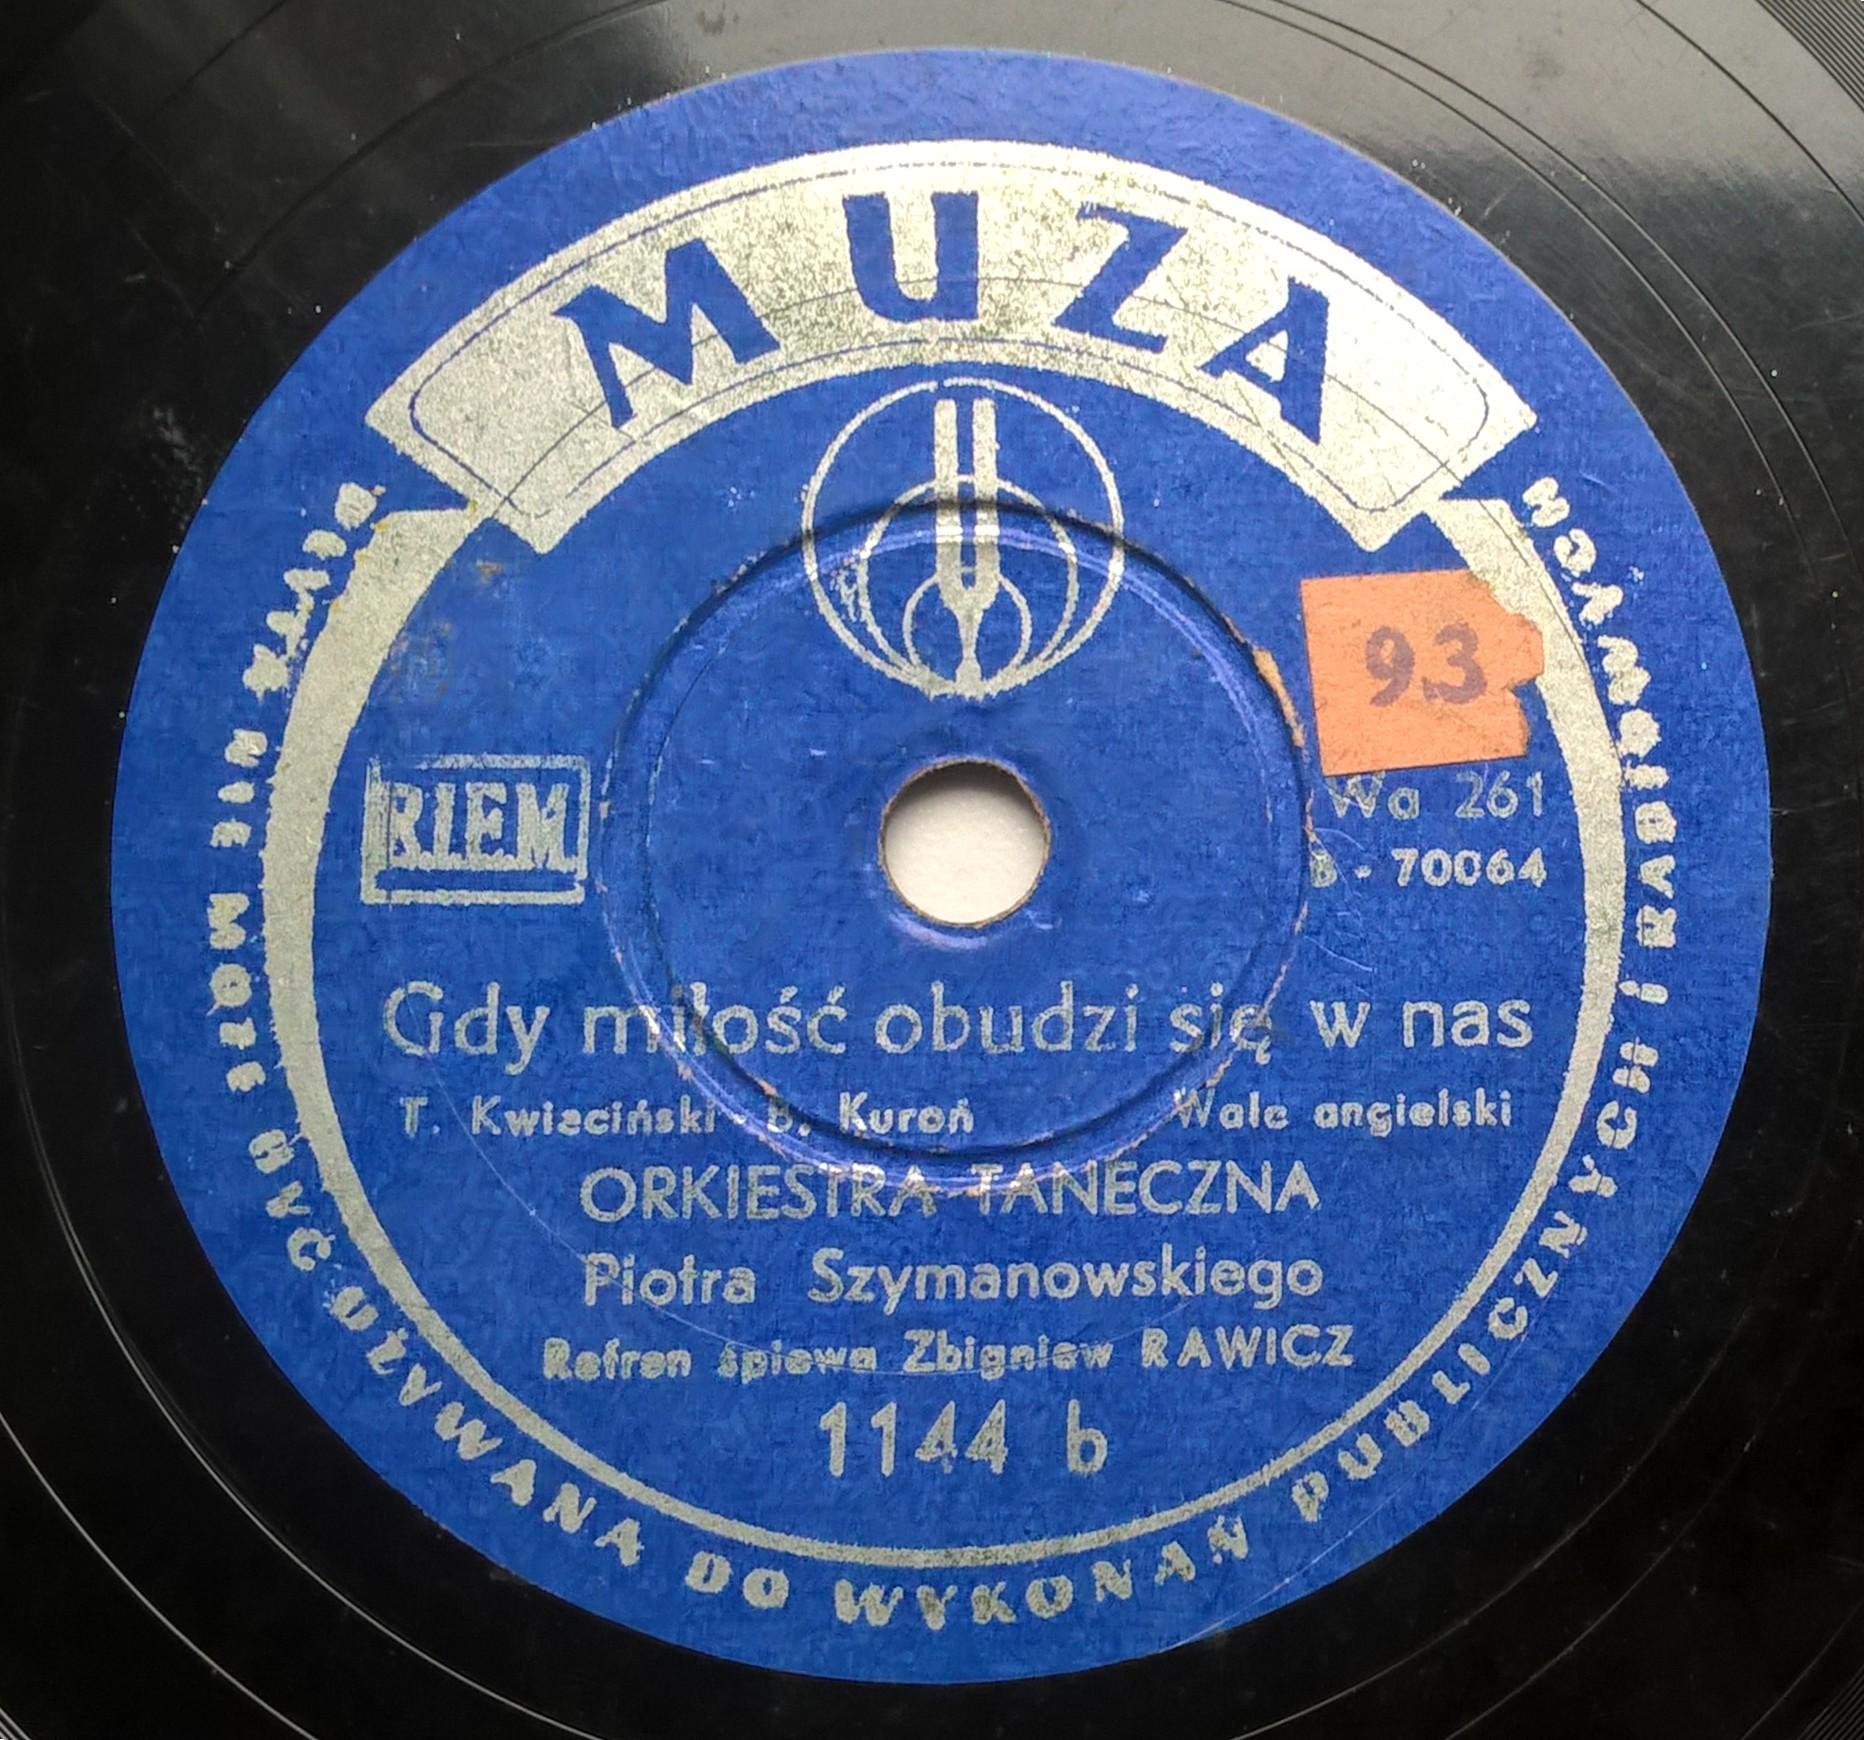 MUZA
93
B.I.E.M.
Wa 261
B - 70064
Gdy miłość obudzi się w nas
T. Kwieciński - B. Kuroń Walc angielski
ORKIESTRA TANECZNA
Piotra Szymanowskiego
Refren śpiewa Zbigniew RAWICZ
1144 b
PŁYTA NIE MOŻE BYĆ UŻYWANA DO WYKONAŃ PUBLICZNYCH I RADIOWYCH